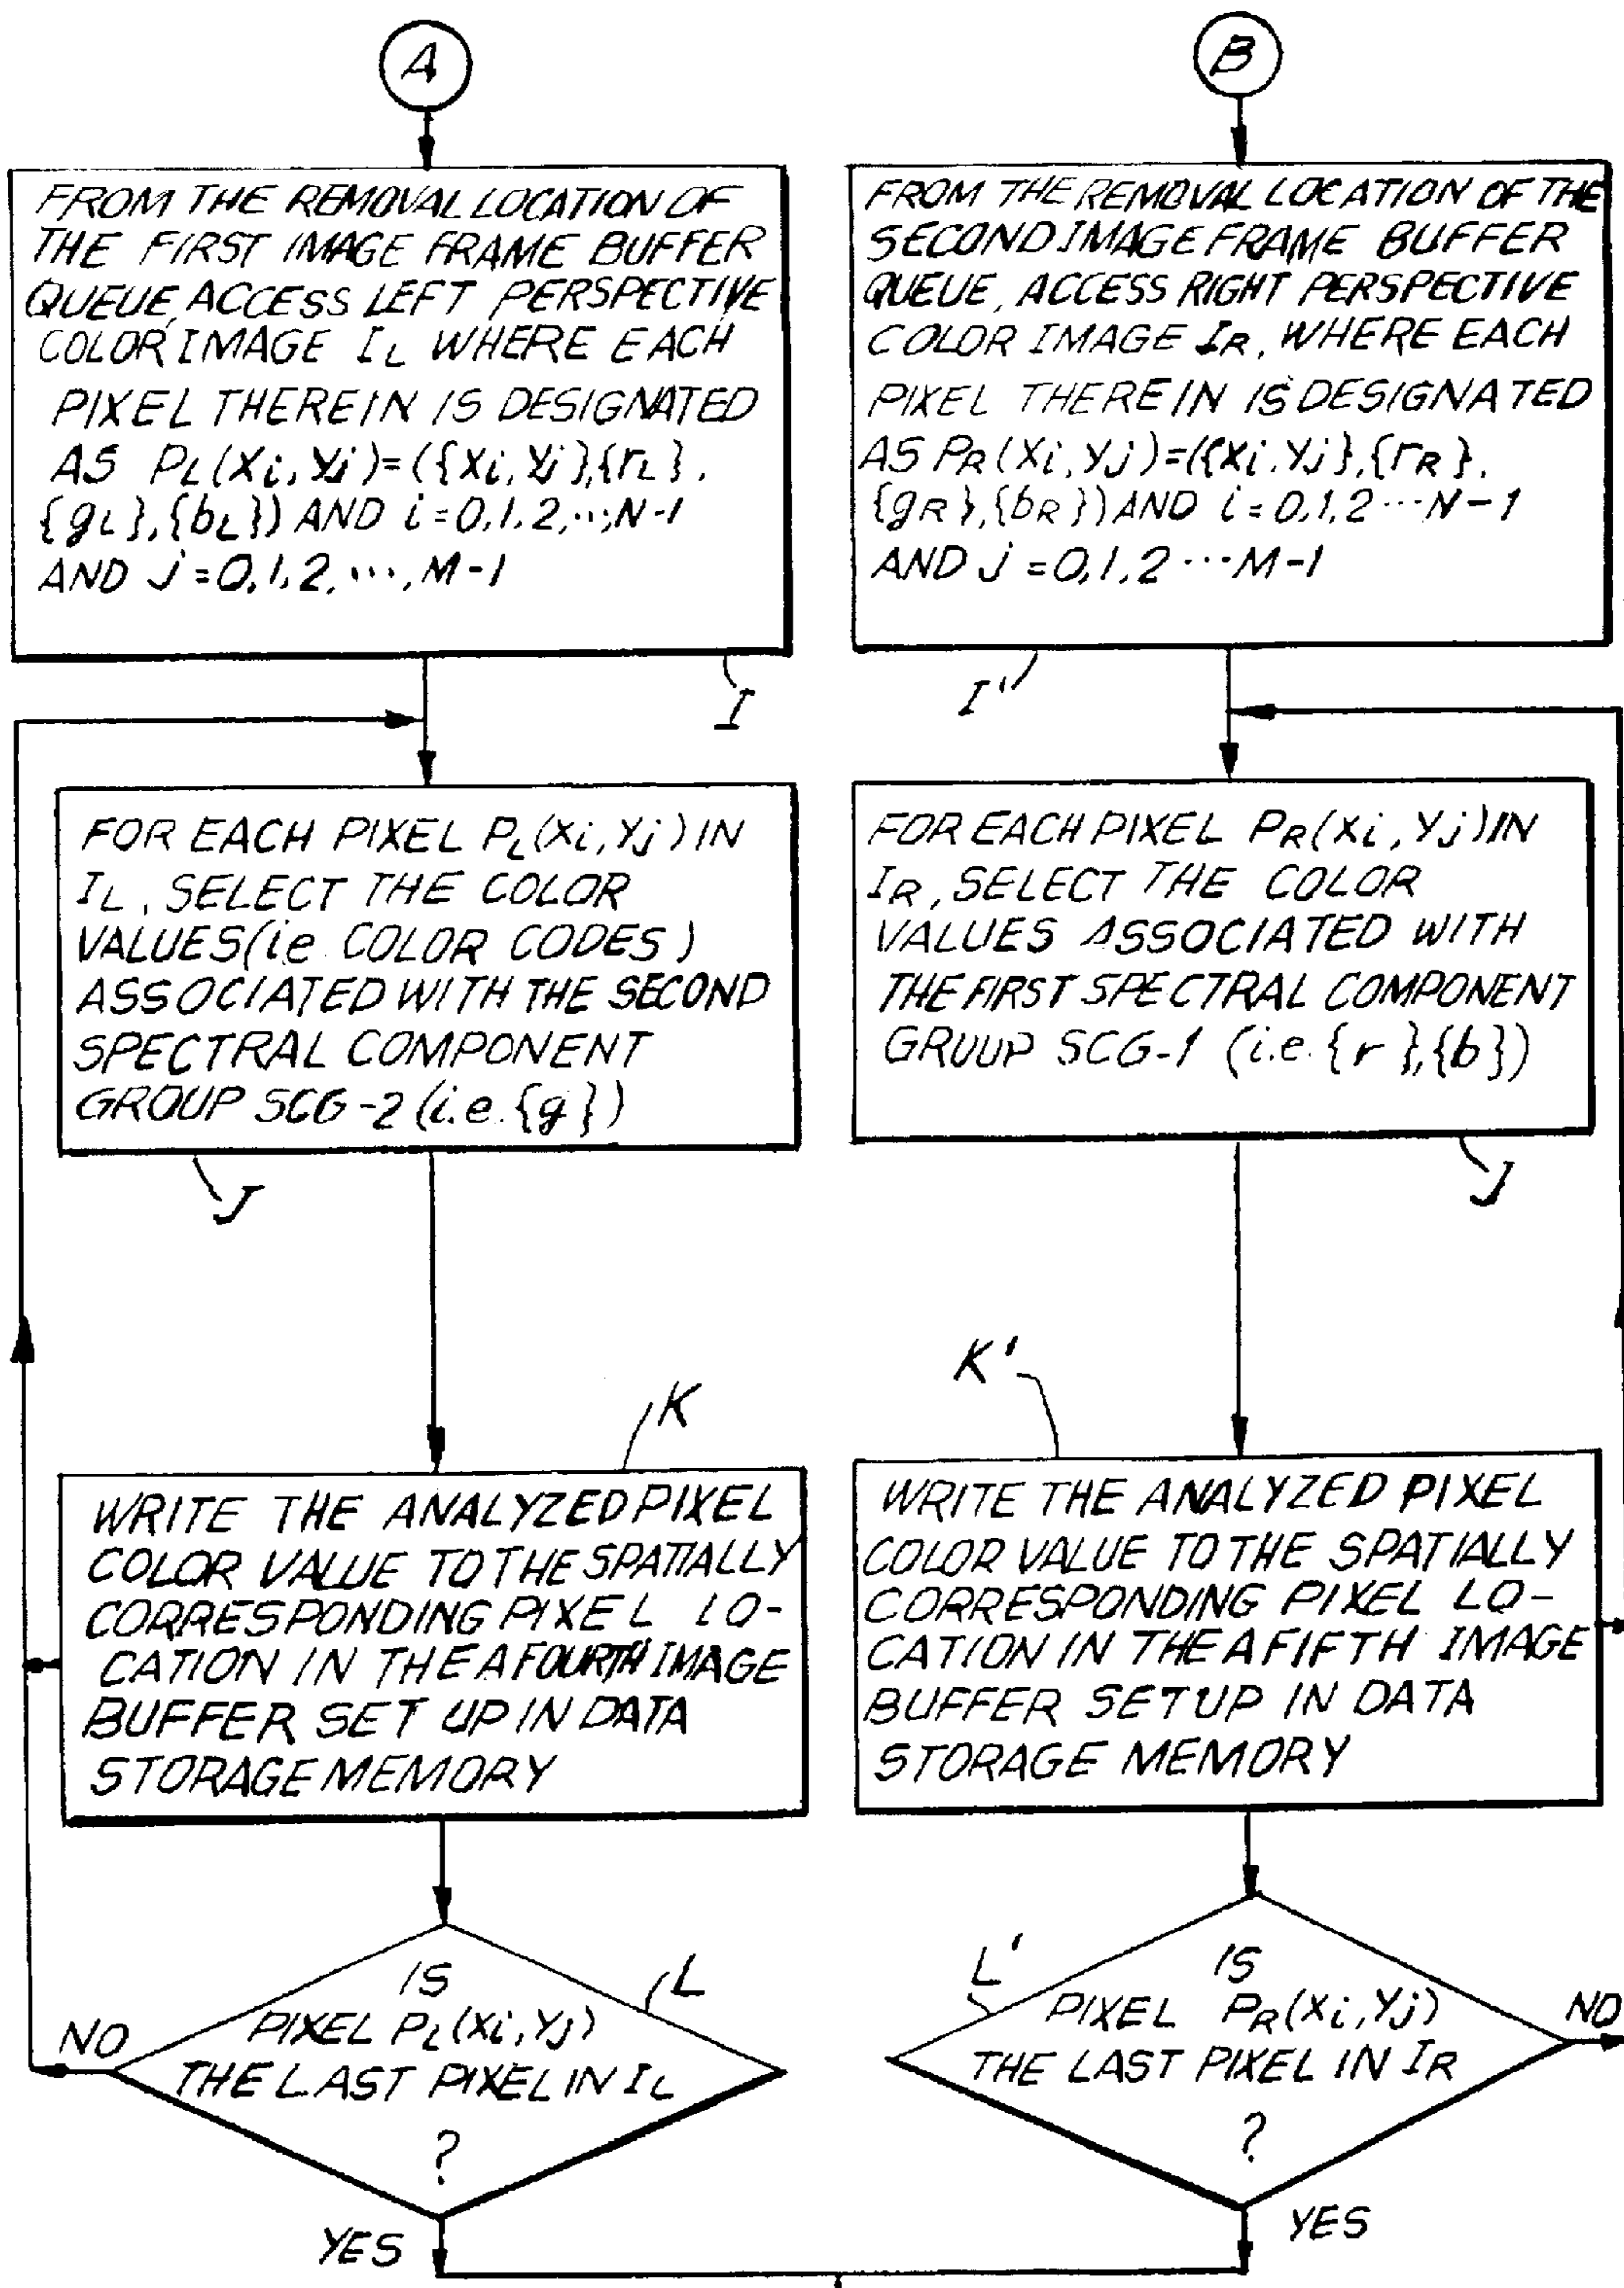 A
FROM THE REMOVAL LOCATION OF
THE FIRST IMAGE FRAME BUFFER
QUEUE, ACCESS LEFT PERSPECTIVE
COLOR IMAGE IL WHERE EACH
PIXEL THEREIN IS DESIGNATED
AS PL(Xi, Yj)=({Xi, Yj},{rL}.
{gL},{bL}) AND i=0,1,2,...,N-1
AND j=0,1,2,...,M-1
I
FOR EACH PIXEL PL(Xi, Yj) IN
IL, SELECT THE COLOR
VALUES (i.e. COLOR CODES)
ASSOCIATED WITH THE SECOND
SPECTRAL COMPONENT
GROUP SCG-2 (i.e. {g})
J
K
WRITE THE ANALYZED PIXEL
COLOR VALUE TO THE SPATIALLY
CORRESPONDING PIXEL LO-
CATION IN THE A FOURTH IMAGE
BUFFER SET UP IN DATA
STORAGE MEMORY
L
IS
PIXEL PL(Xi, Yj)
THE LAST PIXEL IN IL
?
NO
YES
B
FROM THE REMOVAL LOCATION OF THE
SECOND IMAGE FRAME BUFFER
QUEUE, ACCESS RIGHT PERSPECTIVE
COLOR IMAGE IR, WHERE EACH
PIXEL THEREIN IS DESIGNATED
AS PR(Xi, Yj)=({Xi, Yj},{rR}.
{gR},{bR}) AND i=0,1,2...N-1
AND j=0,1,2...M-1
I'
FOR EACH PIXEL PR(Xi, Yj) IN
IR, SELECT THE COLOR
VALUES ASSOCIATED WITH
THE FIRST SPECTRAL COMPONENT
GRUUP SCG-1 (i.e. {r},{b})
J
K'
WRITE THE ANALYZED PIXEL
COLOR VALUE TO THE SPATIALLY
CORRESPONDING PIXEL LO-
CATION IN THE A FIFTH IMAGE
BUFFER SET UP IN DATA
STORAGE MEMORY
L'
IS
PIXEL PR(Xi, Yj)
THE LAST PIXEL IN IR
?
NO
YES